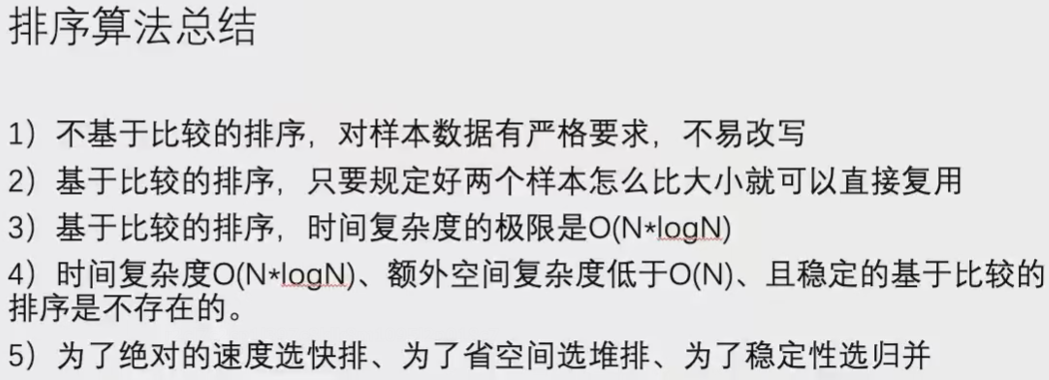 排序算法总结
1）不基于比较的排序，对样本数据有严格要求，不易改写
2）基于比较的排序，只要规定好两个样本怎么比大小就可以直接复用
3）基于比较的排序，时间复杂度的极限是O(N*logN)
4）时间复杂度O(N*logN)、额外空间复杂度低于O(N)、且稳定的基于比较的
排序是不存在的。
5）为了绝对的速度选快排、为了省空间选堆排、为了稳定性选归并